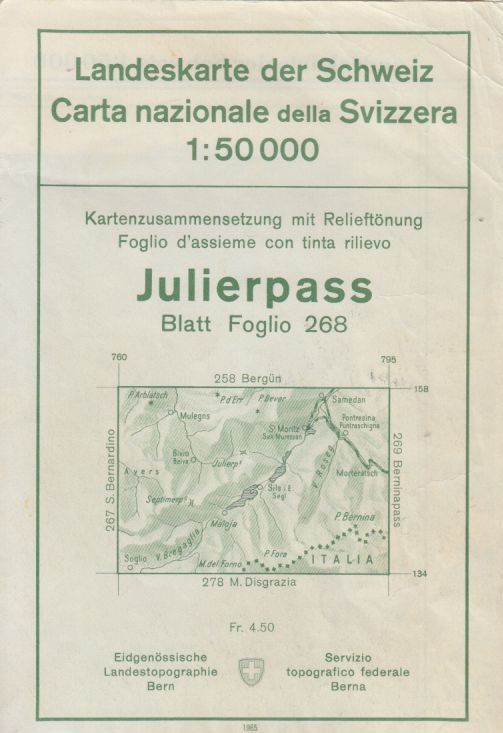 Landeskarte der Schweiz
Carta nazionale della Svizzera
1:50 000
Kartenzusammensetzung mit Relieftönung
Foglio d'assieme con tinta rilievo
Julierpass
Blatt Foglio 268
760
795
258 Bergün
158
P. Arblatsch
P. d'Err
P. Bever
Samedan
Mulegns
Pontresina
Puntraschigna
St. Moritz
San Murezzan
Bivio
Beiva
Julierp.
V. Roseg
Morteratsch
Avers
Septimerp.
Sils i. E.
Segl
Maloja
P. Bernina
V. Bregaglia
Soglio
M. del Forno
P. Fora
ITALIA
267 S. Bernardino
269 Berninapass
134
278 M. Disgrazia
Fr. 4.50
Eidgenössische
Landestopographie
Bern
Servizio
topografico federale
Berna
1965